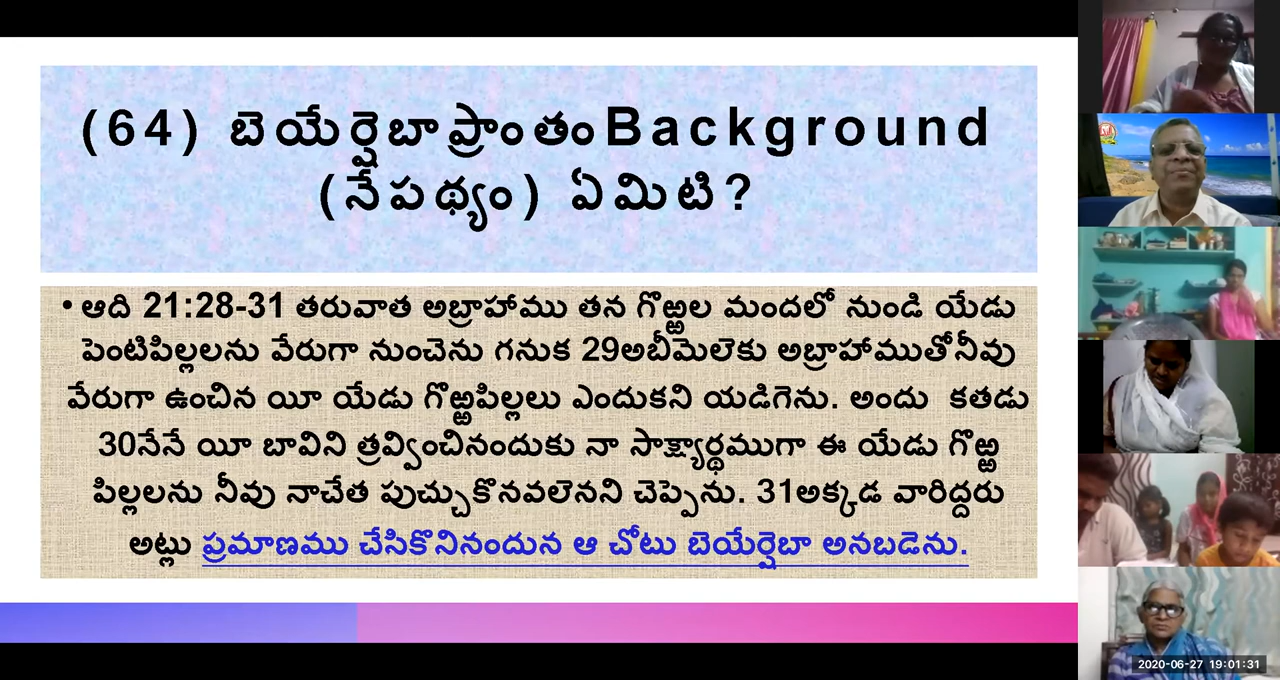 (64) బెయేర్షెబా ప్రాంతం Background
(నేపథ్యం) ఏమిటి?
• ఆది 21:28-31 తరువాత అబ్రాహాము తన గొఱ్ఱల మందలో నుండి యేడు
పెంటిపిల్లలను వేరుగా నుంచెను గనుక 29అబీమెలెకు అబ్రాహాముతోనీవు
వేరుగా ఉంచిన యీ యేడు గొఱ్ఱపిల్లలు ఎందుకని యడిగెను. అందు కతడు
30నేనే యీ బావిని త్రవ్వించినందుకు నా సాక్ష్యార్థముగా ఈ యేడు గొఱ్ఱ
పిల్లలను నీవు నాచేత పుచ్చుకొనవలెనని చెప్పెను. 31అక్కడ వారిద్దరు
అట్లు ప్రమాణము చేసికొనినందున ఆ చోటు బెయేర్షెబా అనబడెను.
2020-06-27 19:01:31